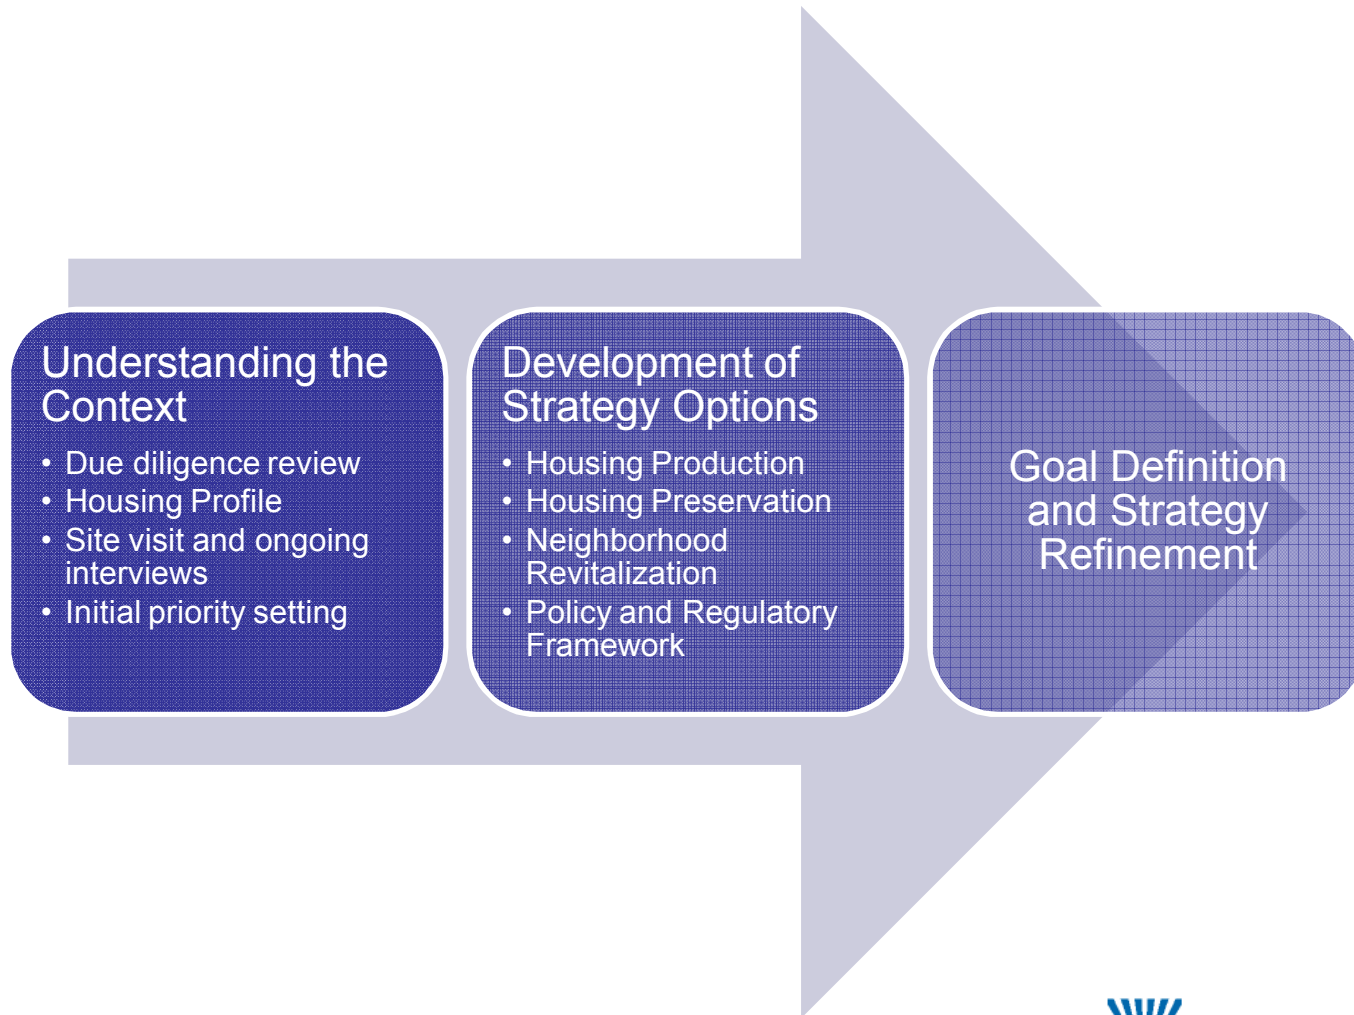 Understanding the
Context
• Due diligence review
• Housing Profile
• Site visit and ongoing
interviews
• Initial priority setting
Development of
Strategy Options
• Housing Production
• Housing Preservation
• Neighborhood
Revitalization
• Policy and Regulatory
Framework
Goal Definition
and Strategy
Refinement